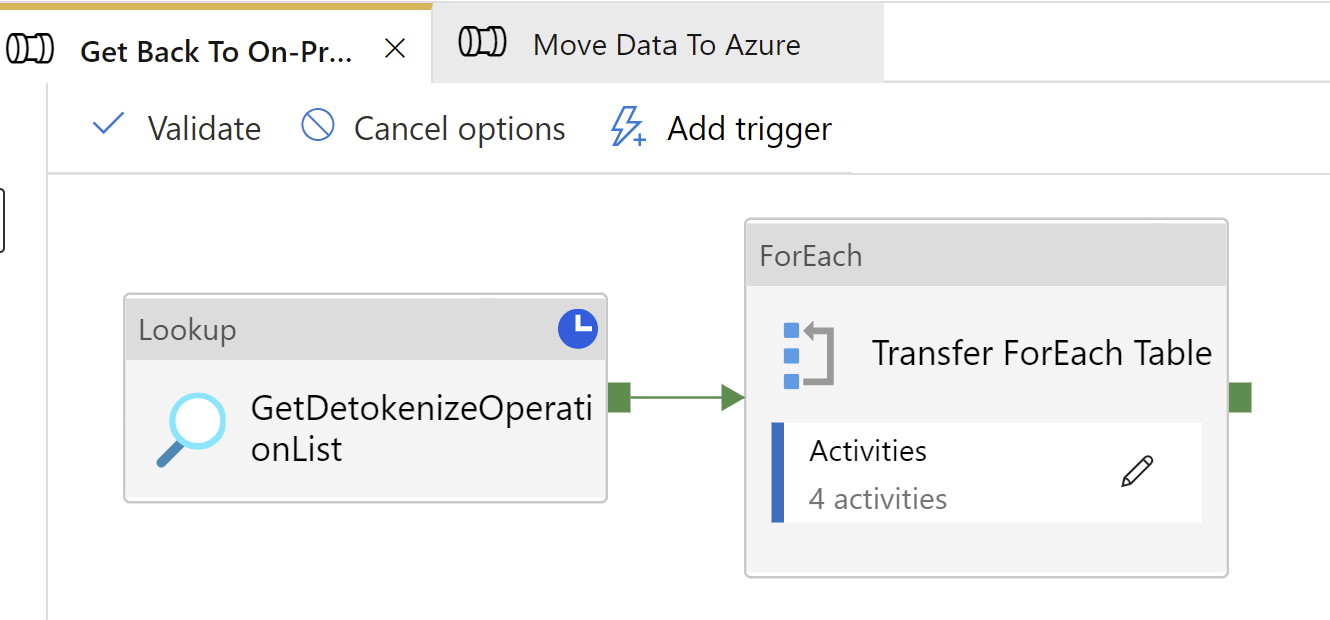 Get Back To On-Pr...
Move Data To Azure
Validate
Cancel options
Add trigger
Lookup
GetDetokenizeOperati
onList
ForEach
Transfer ForEach Table
Activities
4 activities